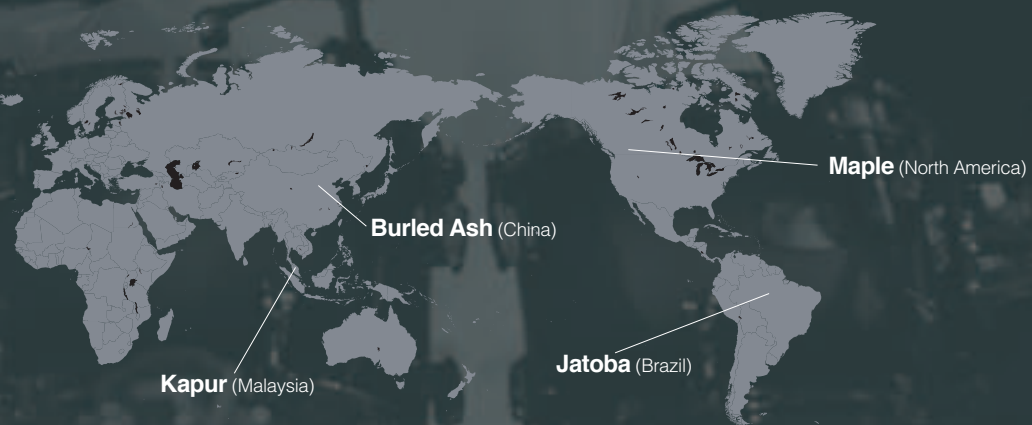 Maple (North America)
Burled Ash (China)
Jatoba (Brazil)
Kapur (Malaysia)